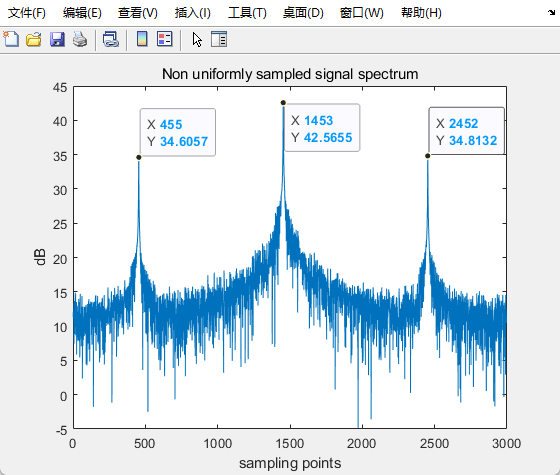 文件(F) 编辑(E) 查看(V) 插入(I) 工具(T) 桌面(D) 窗口(W) 帮助(H)
Non uniformly sampled signal spectrum
45
40
35
30
25
20
15
10
5
0
-5
dB
X 455
Y 34.6057
X 1453
Y 42.5655
X 2452
Y 34.8132
0 500 1000 1500 2000 2500 3000
sampling points